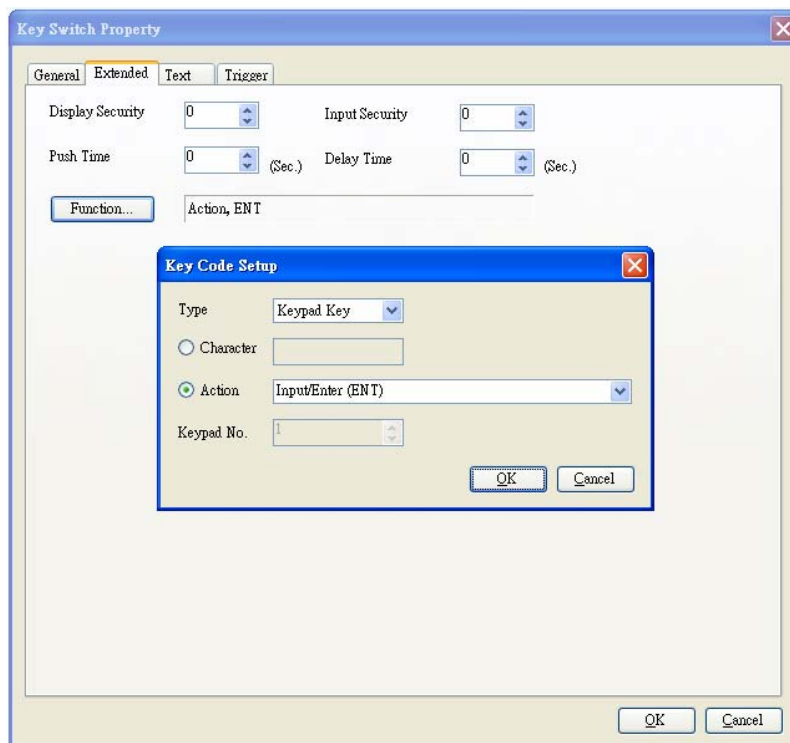 Key Switch Property
General Extended Text Trigger
Display Security 0 Input Security 0
Push Time 0 (Sec.) Delay Time 0 (Sec.)
Function... Action, ENT
Key Code Setup
Type Keypad Key
Character
Action Input/Enter (ENT)
Keypad No. 1
OK Cancel
OK Cancel